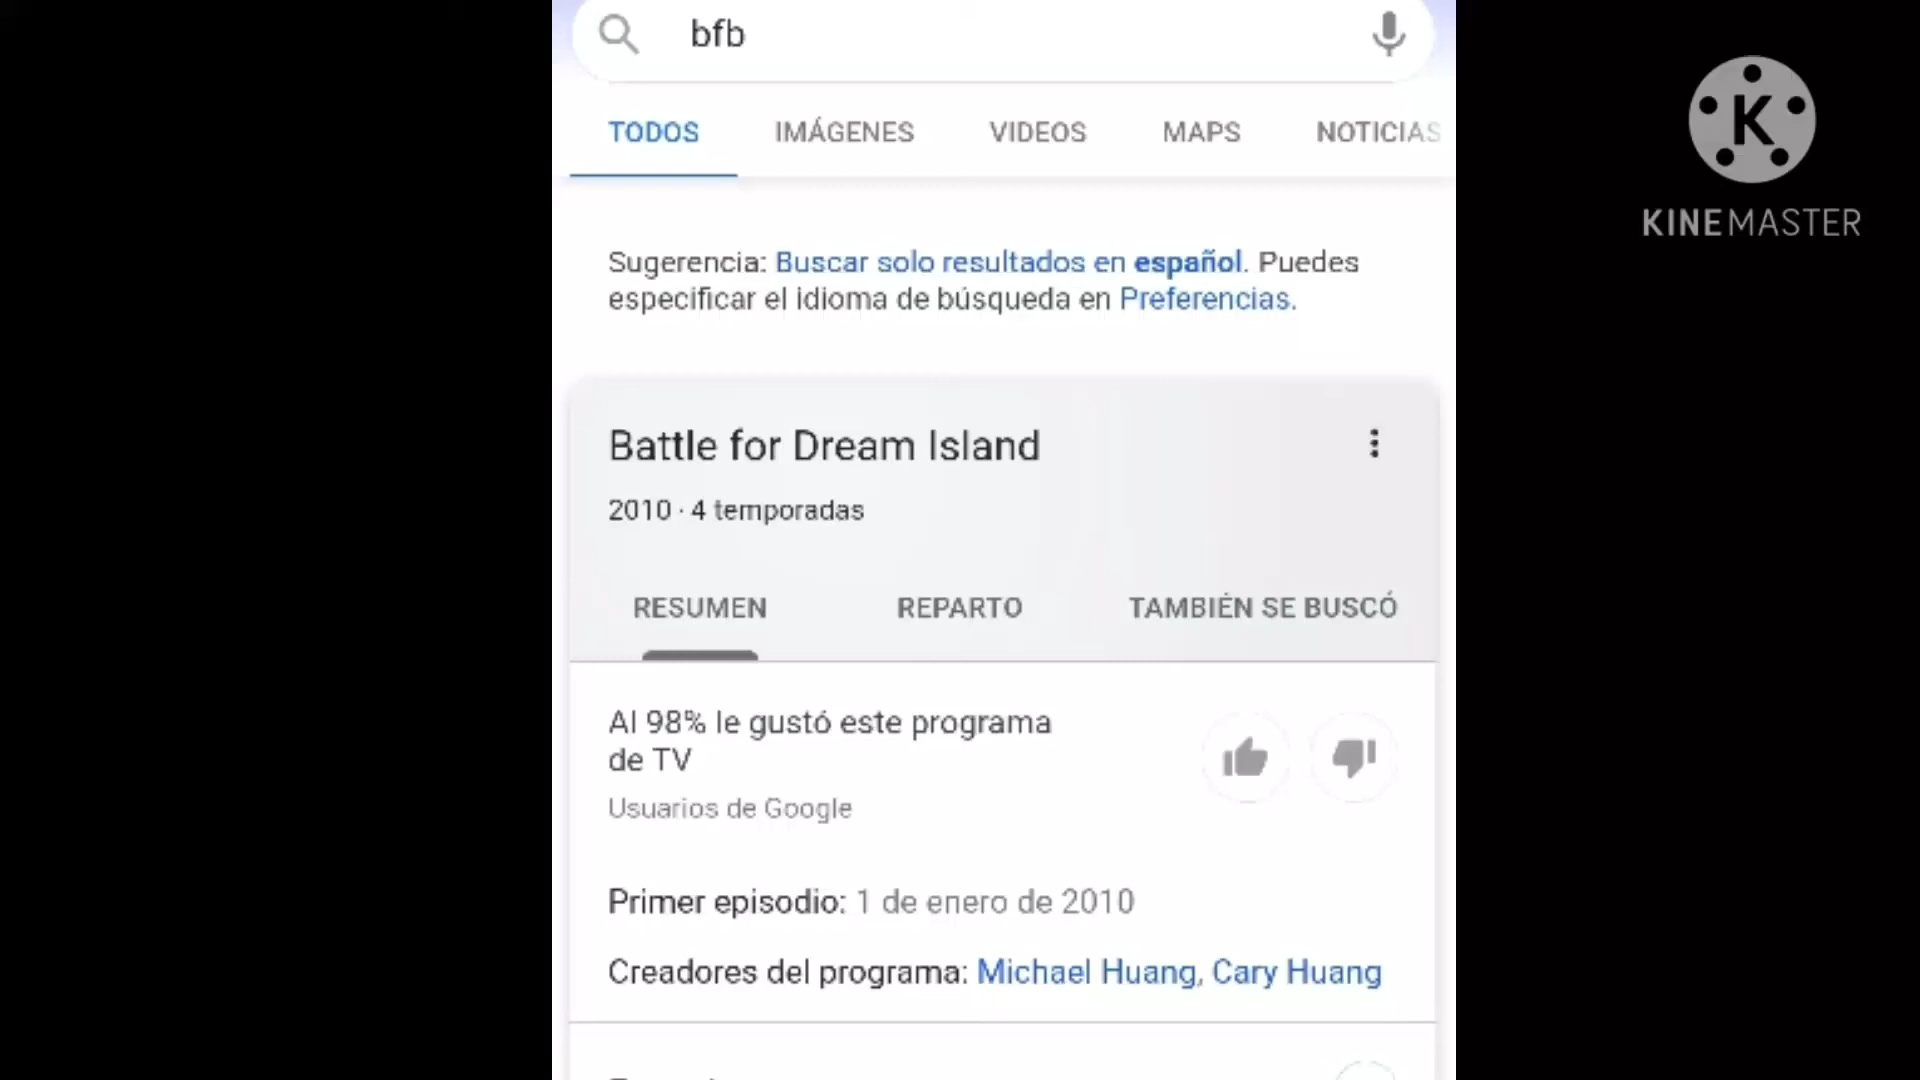 bfb
TODOS IMÁGENES VIDEOS MAPS NOTICIAS
K
KINEMASTER
Sugerencia: Buscar solo resultados en español. Puedes
especificar el idioma de búsqueda en Preferencias.
Battle for Dream Island
2010 · 4 temporadas
RESUMEN REPARTO TAMBIÉN SE BUSCÓ
Al 98% le gustó este programa
de TV
Usuarios de Google
Primer episodio: 1 de enero de 2010
Creadores del programa: Michael Huang, Cary Huang